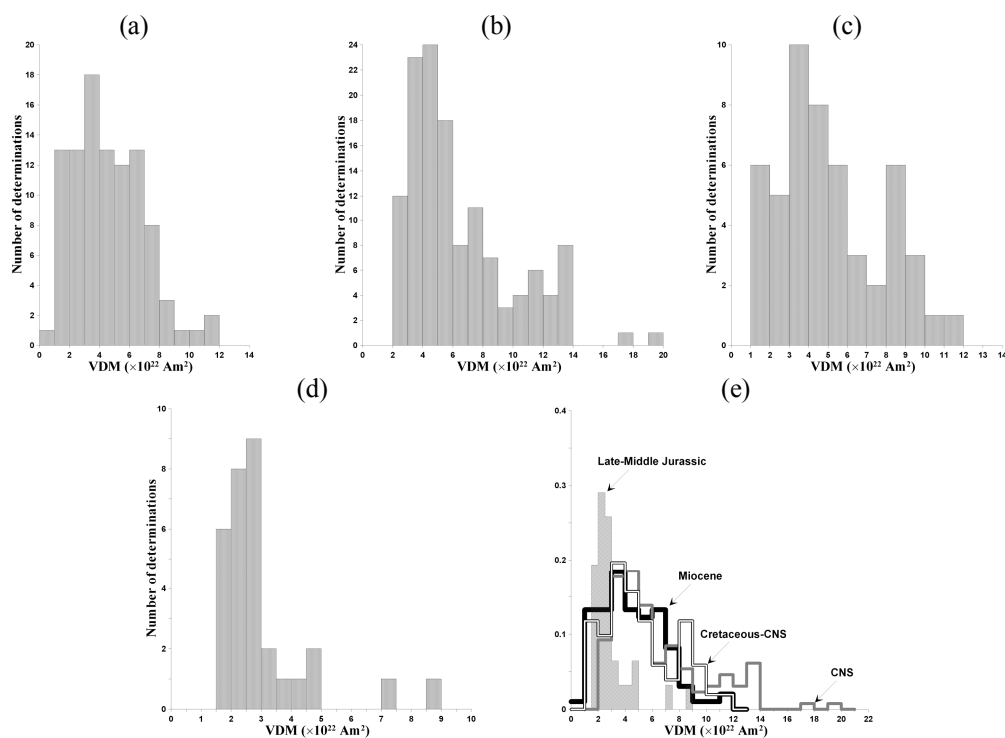 (a)
20
18
16
14
12
10
8
6
4
2
0
Number of determinations
0 2 4 6 8 10 12 14
VDM (×10²² Am²)
(b)
24
22
20
18
16
14
12
10
8
6
4
2
0
Number of determinations
0 2 4 6 8 10 12 14 16 18 20
VDM (×10²² Am²)
(c)
10
8
6
4
2
0
Number of determinations
0 1 2 3 4 5 6 7 8 9 10 11 12 13 14
VDM (×10²² Am²)
(d)
10
8
6
4
2
0
Number of determinations
0 1 2 3 4 5 6 7 8 9 10
VDM (×10²² Am²)
(e)
0.4
0.3
0.2
0.1
0
Late-Middle Jurassic
Miocene
Cretaceous-CNS
CNS
0 2 4 6 8 10 12 14 16 18 20 22
VDM (×10²² Am²)